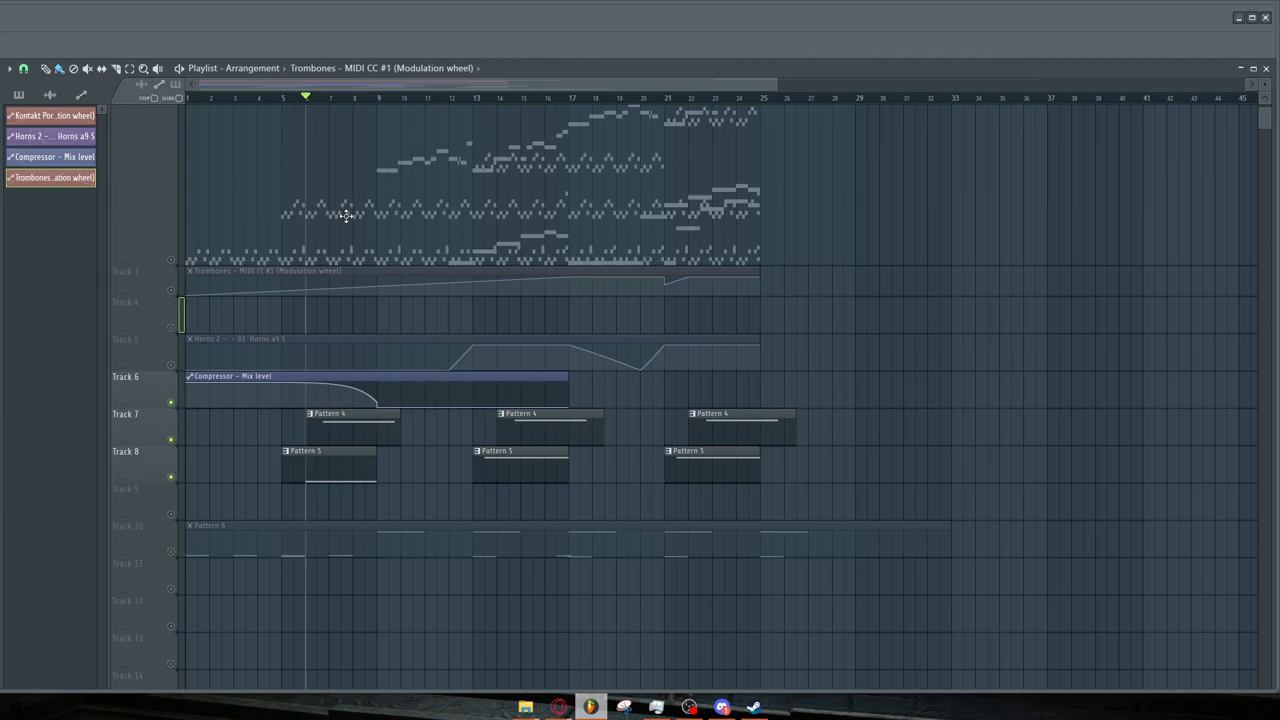 Playlist - Arrangement › Trombones - MIDI CC #1 (Modulation wheel) ›
STEP SLIDE 1 2 3 4 5 7 8 9 10 11 12 13 14 15 16 17 18 19 20 21 22 23 24 25 26 27 28 29 30 31 32 33 34 35 36 37 38 39 40 41 42 43 44 45
Kontakt Por..tion wheel)
Horns 2 -... Horns a9 S
Compressor - Mix level
Trombones..ation wheel)
Track 3
Trombones - MIDI CC #1 (Modulation wheel)
Track 4
Track 5
Horns 2 - - 02. Horns a9 S
Track 6
Compressor - Mix level
Track 7
Pattern 4
Pattern 4
Pattern 4
Track 8
Pattern 5
Pattern 5
Pattern 5
Track 9
Track 10
Pattern 6
Track 11
Track 12
Track 13
Track 14